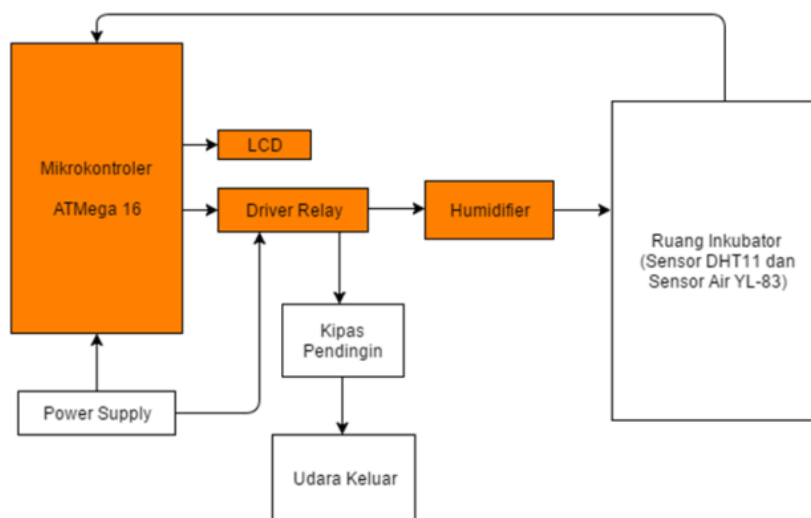 Mikrokontroler
ATMega 16
LCD
Driver Relay
Humidifier
Ruang Inkubator
(Sensor DHT11 dan
Sensor Air YL-83)
Kipas
Pendingin
Power Supply
Udara Keluar